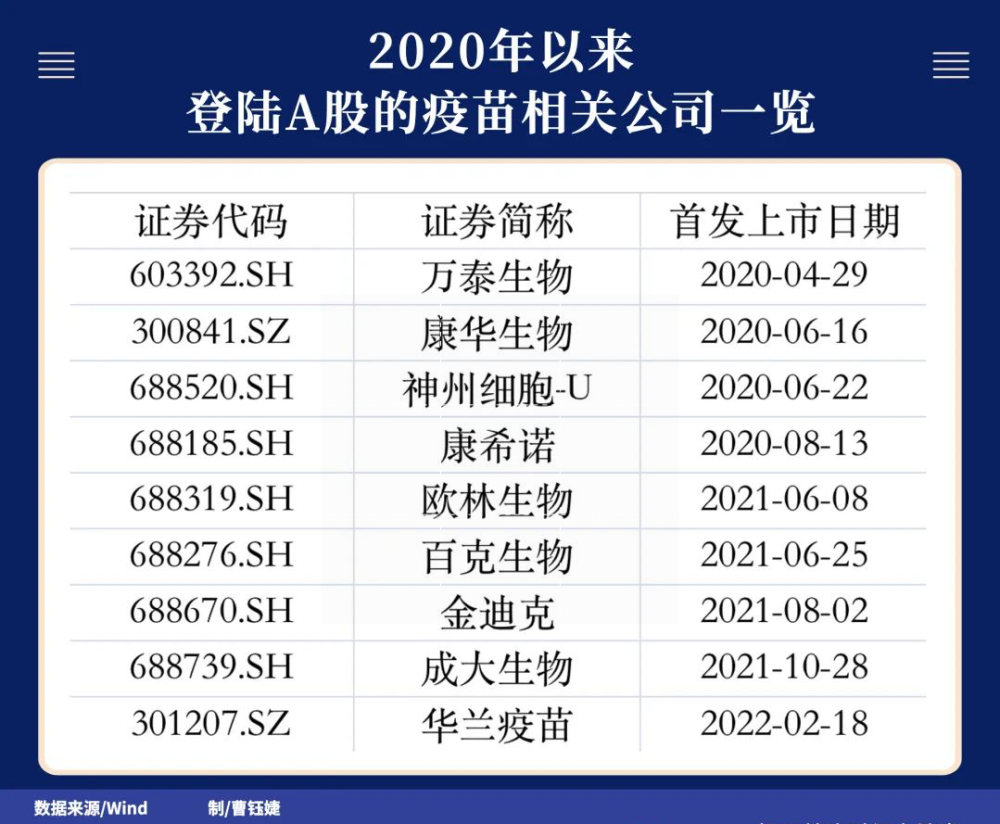 2020年以来
登陆A股的疫苗相关公司一览
证券代码 证券简称 首发上市日期
603392.SH 万泰生物 2020-04-29
300841.SZ 康华生物 2020-06-16
688520.SH 神州细胞-U 2020-06-22
688185.SH 康希诺 2020-08-13
688319.SH 欧林生物 2021-06-08
688276.SH 百克生物 2021-06-25
688670.SH 金迪克 2021-08-02
688739.SH 成大生物 2021-10-28
301207.SZ 华兰疫苗 2022-02-18
数据来源/Wind 制/曹钰婕